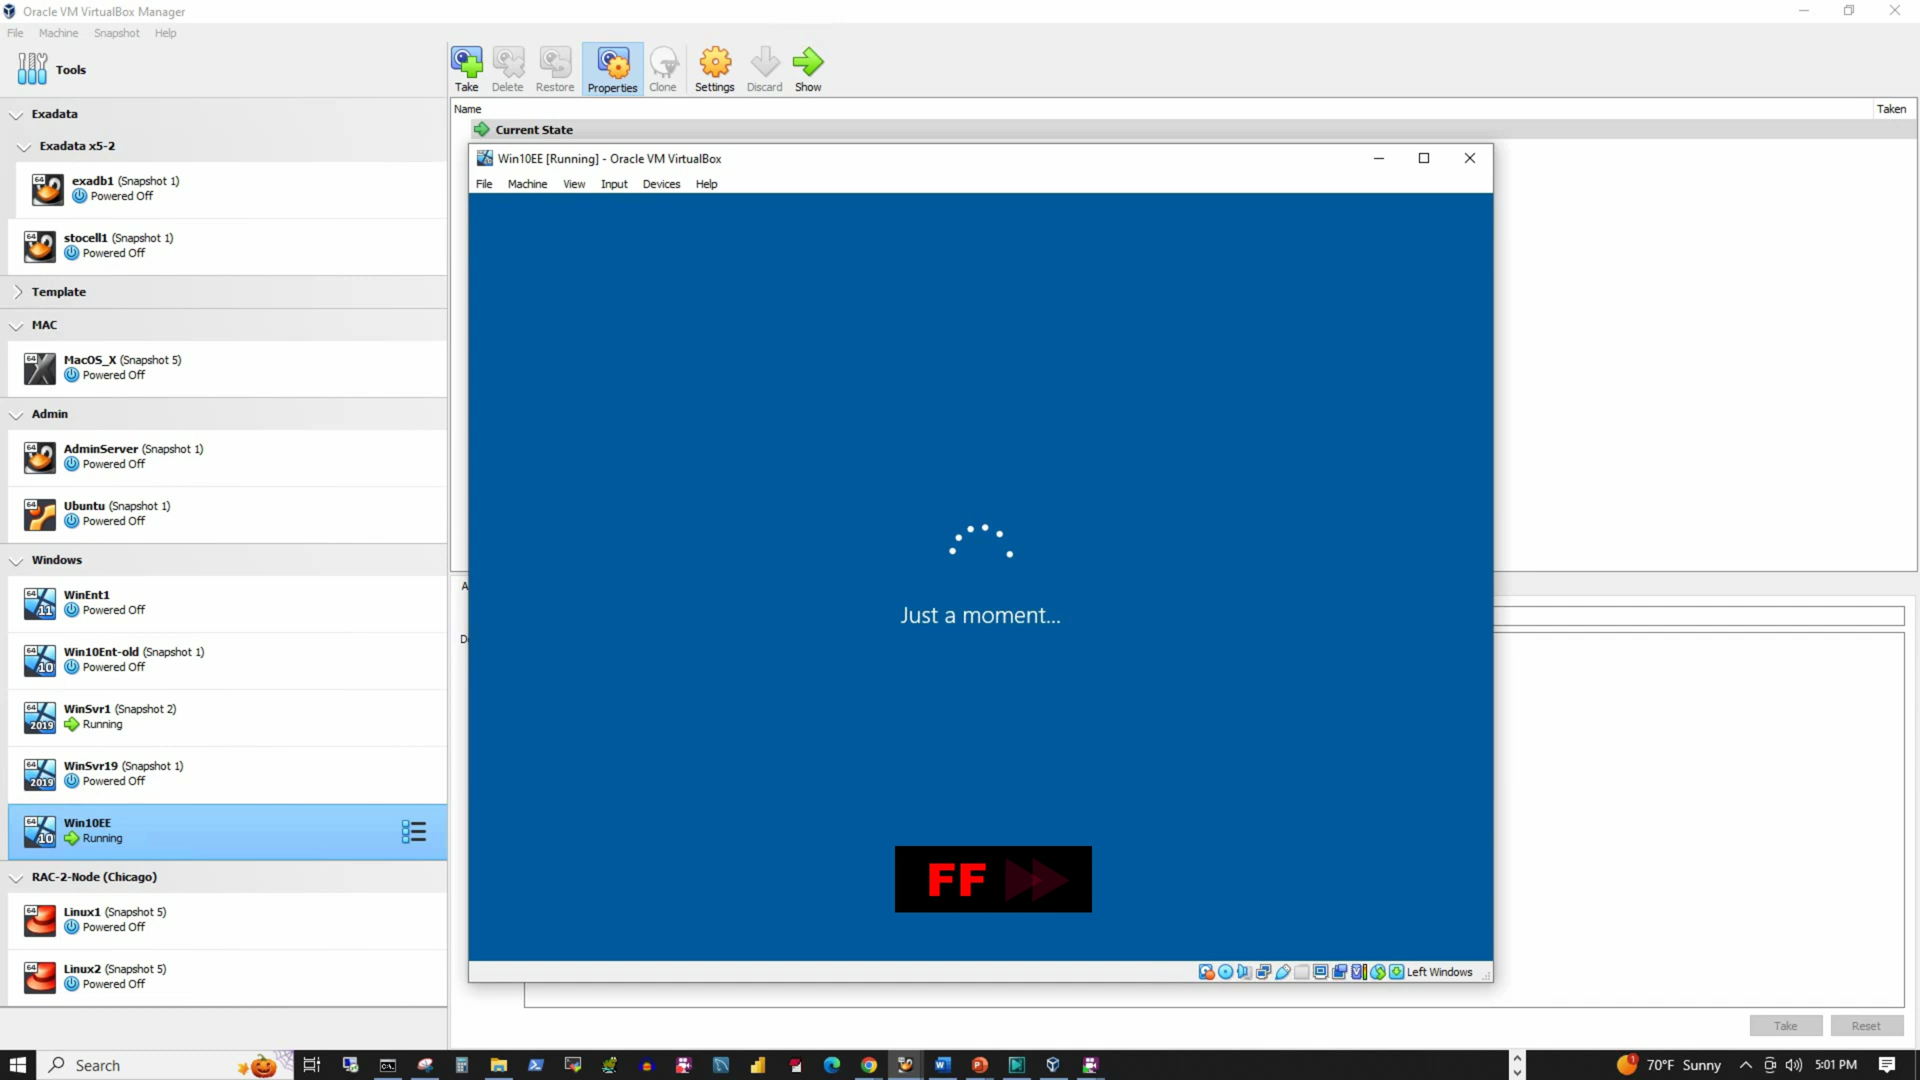 Oracle VM VirtualBox Manager
File Machine Snapshot Help
Tools
Take Delete Restore Properties Clone Settings Discard Show
Name Taken
Current State
Exadata
Exadata x5-2
exadb1 (Snapshot 1)
Powered Off
stocell1 (Snapshot 1)
Powered Off
Template
MAC
MacOS_X (Snapshot 5)
Powered Off
Admin
AdminServer (Snapshot 1)
Powered Off
Ubuntu (Snapshot 1)
Powered Off
Windows
WinEnt1
Powered Off
Win10Ent-old (Snapshot 1)
Powered Off
WinSvr1 (Snapshot 2)
Running
WinSvr19 (Snapshot 1)
Powered Off
Win10EE
Running
RAC-2-Node (Chicago)
Linux1 (Snapshot 5)
Powered Off
Linux2 (Snapshot 5)
Powered Off
Win10EE [Running] - Oracle VM VirtualBox
File Machine View Input Devices Help
Just a moment...
FF
Left Windows
Take Reset
Search
70°F Sunny
5:01 PM